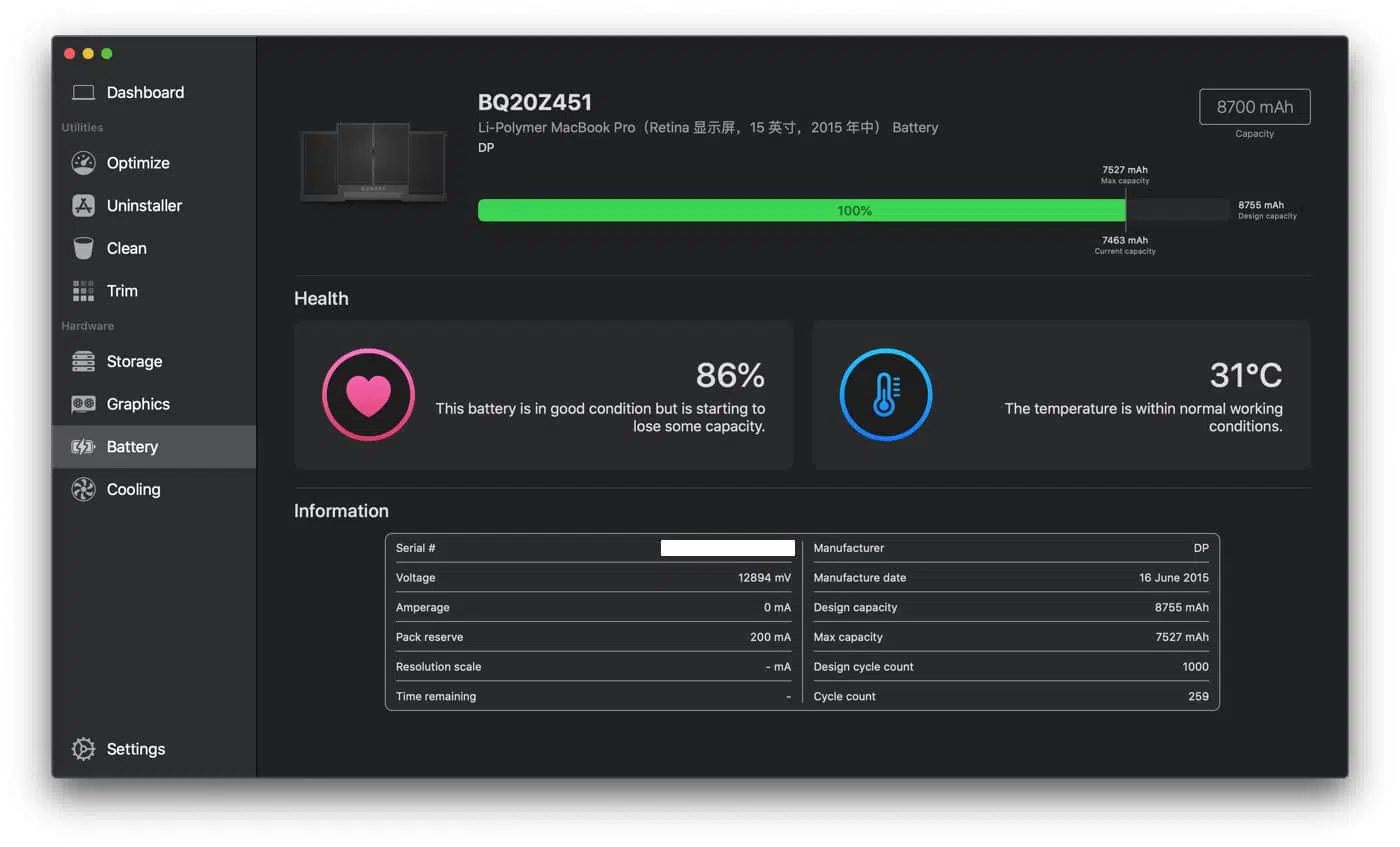 Dashboard
Utilities
Optimize
Uninstaller
Clean
Trim
Hardware
Storage
Graphics
Battery
Cooling
Settings
BQ20Z451
Li-Polymer MacBook Pro（Retina 显示屏，15 英寸，2015 年中） Battery
DP
8700 mAh
Capacity
7527 mAh
Max capacity
100%
8755 mAh
Design capacity
7463 mAh
Current capacity
Health
86%
This battery is in good condition but is starting to
lose some capacity.
31°C
The temperature is within normal working
conditions.
Information
Serial #
Voltage 12894 mV
Amperage 0 mA
Pack reserve 200 mA
Resolution scale - mA
Time remaining -
Manufacturer DP
Manufacture date 16 June 2015
Design capacity 8755 mAh
Max capacity 7527 mAh
Design cycle count 1000
Cycle count 259